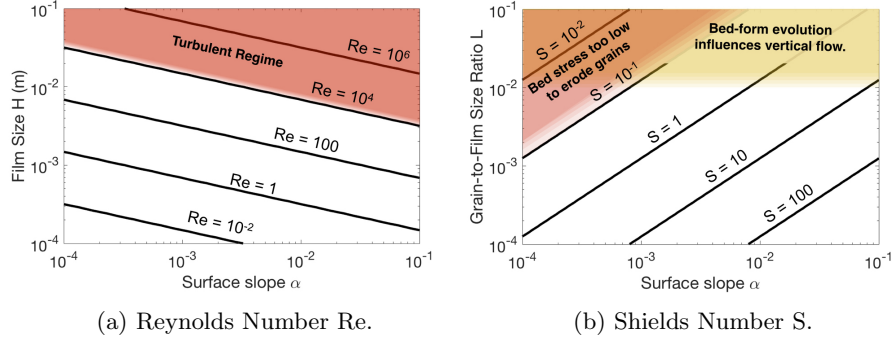 Film Size H (m)
10⁻¹
10⁻²
10⁻³
10⁻⁴
Turbulent Regime
Re = 10⁶
Re = 10⁴
Re = 100
Re = 1
Re = 10⁻²
10⁻⁴
10⁻³
10⁻²
10⁻¹
Surface slope α
(a) Reynolds Number Re.
Grain-to-Film Size Ratio L
10⁻¹
10⁻²
10⁻³
10⁻⁴
S = 10⁻²
Bed stress too low
to erode grains
S = 10⁻¹
Bed-form evolution
influences vertical flow.
S = 1
S = 10
S = 100
10⁻⁴
10⁻³
10⁻²
10⁻¹
Surface slope α
(b) Shields Number S.